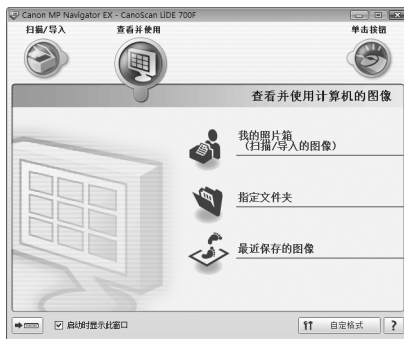 Canon MP Navigator EX - CanoScan LiDE 700F
扫描/导入 查看并使用 单击按钮
查看并使用计算机的图像
我的照片箱
(扫描/导入的图像)
指定文件夹
最近保存的图像
启动时显示此窗口 自定格式 ?